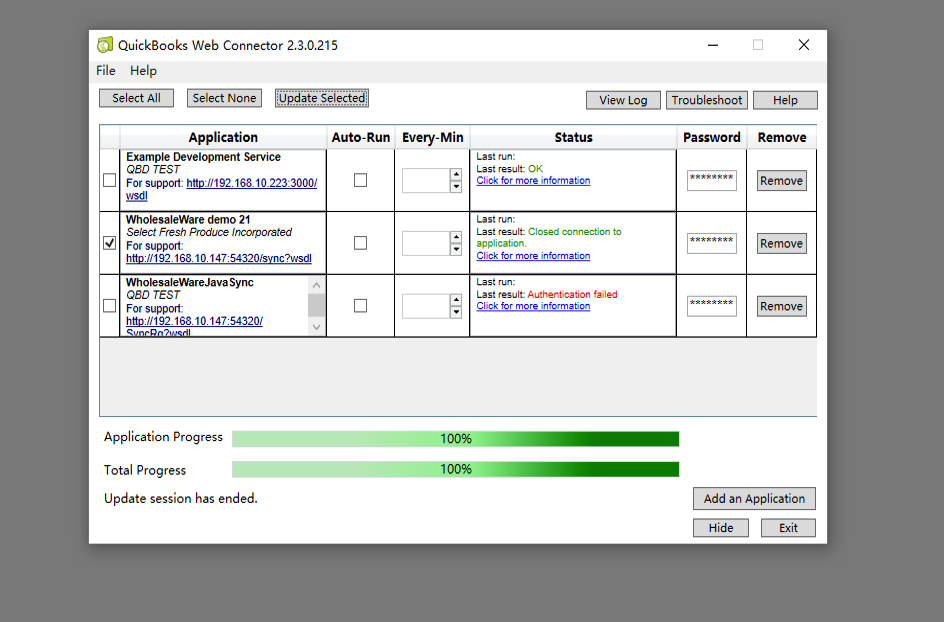 QuickBooks Web Connector 2.3.0.215
File Help
Select All Select None Update Selected View Log Troubleshoot Help
Application Auto-Run Every-Min Status Password Remove
Example Development Service
QBD TEST
For support: http://192.168.10.223:3000/
wsdl
Last run:
Last result: OK
Click for more information
******** Remove
WholesaleWare demo 21
Select Fresh Produce Incorporated
For support:
http://192.168.10.147:54320/sync?wsdl
Last run:
Last result: Closed connection to
application.
Click for more information
******** Remove
WholesaleWareJavaSync
QBD TEST
For support:
http://192.168.10.147:54320/
SyncRq?wsdl
Last run:
Last result: Authentication failed
Click for more information
******** Remove
Application Progress 100%
Total Progress 100%
Update session has ended.
Add an Application
Hide Exit